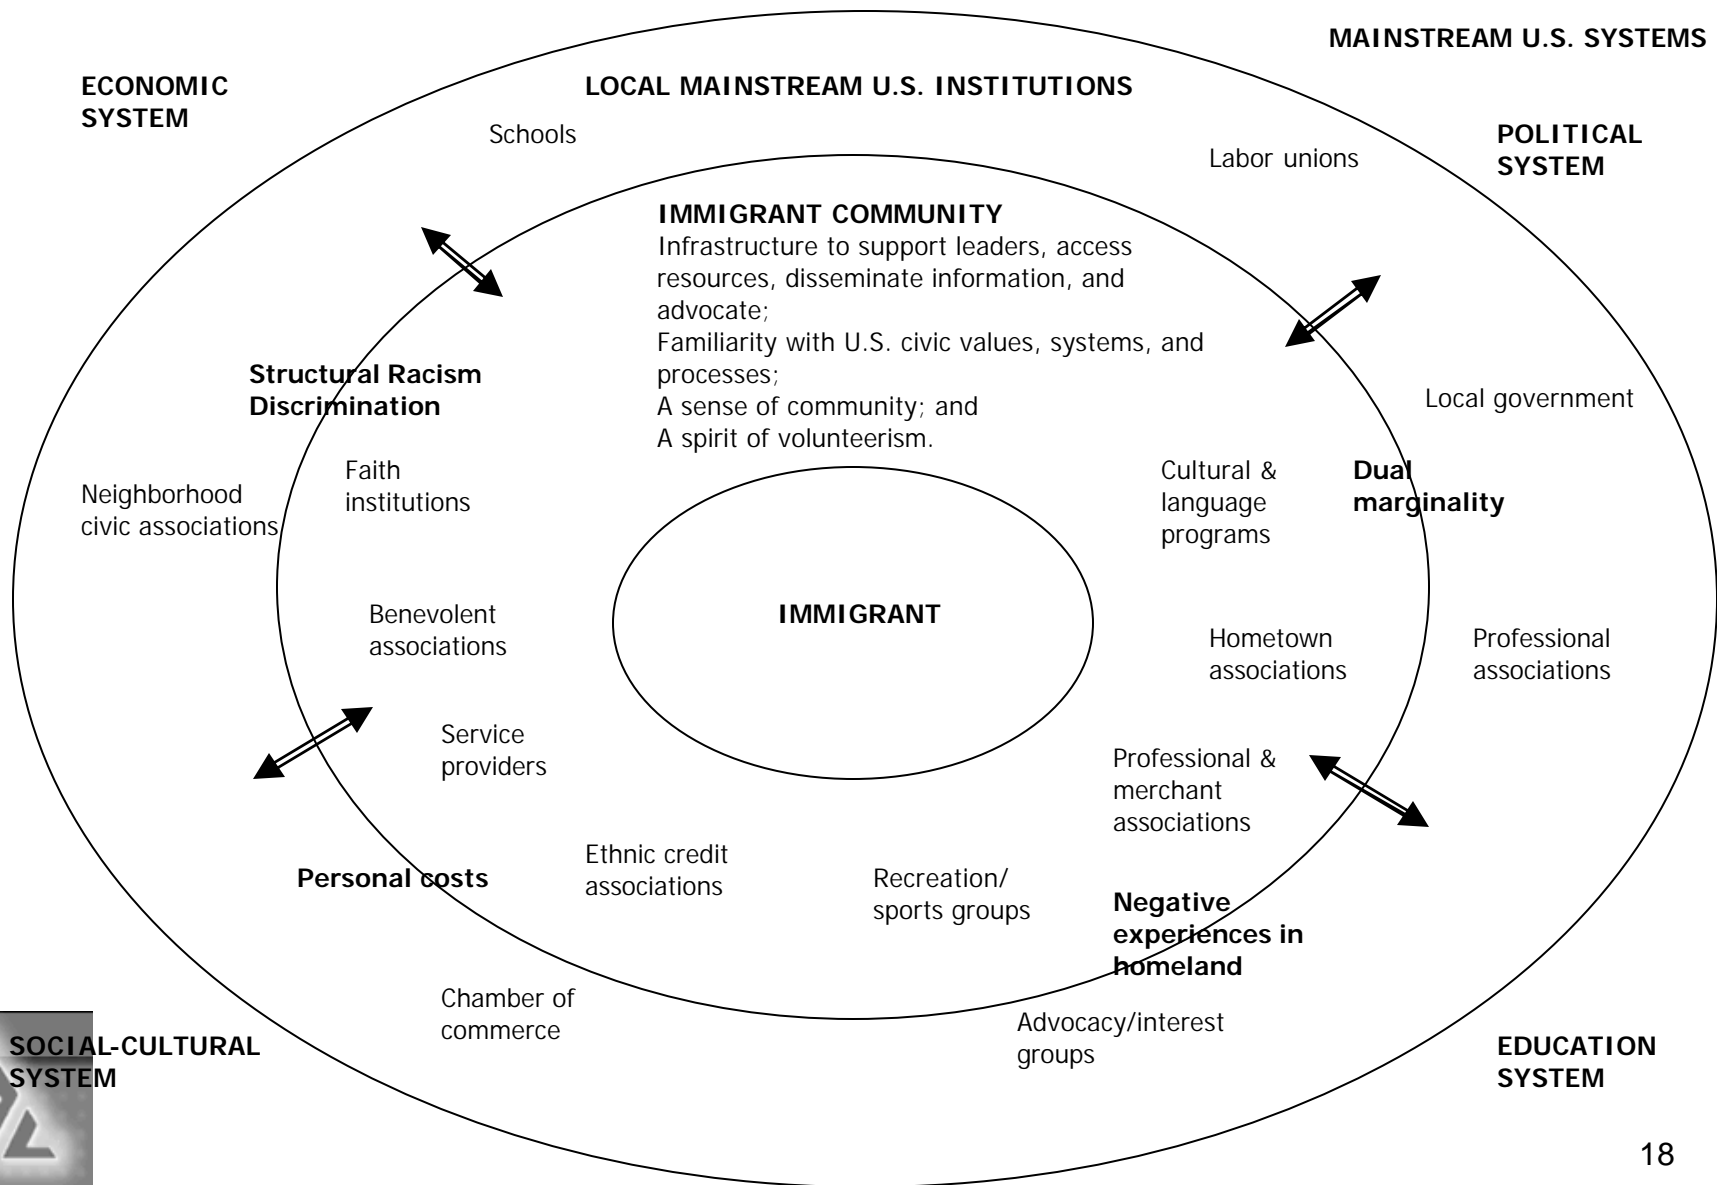 MAINSTREAM U.S. SYSTEMS
ECONOMIC
SYSTEM
LOCAL MAINSTREAM U.S. INSTITUTIONS
Schools
Labor unions
POLITICAL
SYSTEM
IMMIGRANT COMMUNITY
Infrastructure to support leaders, access
resources, disseminate information, and
advocate;
Familiarity with U.S. civic values, systems, and
processes;
A sense of community; and
A spirit of volunteerism.
Structural Racism
Discrimination
Local government
Neighborhood
civic associations
Faith
institutions
Cultural &
language
programs
Dual
marginality
Benevolent
associations
IMMIGRANT
Hometown
associations
Professional
associations
Service
providers
Professional &
merchant
associations
Personal costs
Ethnic credit
associations
Recreation/
sports groups
Negative
experiences in
homeland
Chamber of
commerce
Advocacy/interest
groups
SOCIAL-CULTURAL
SYSTEM
EDUCATION
SYSTEM
18